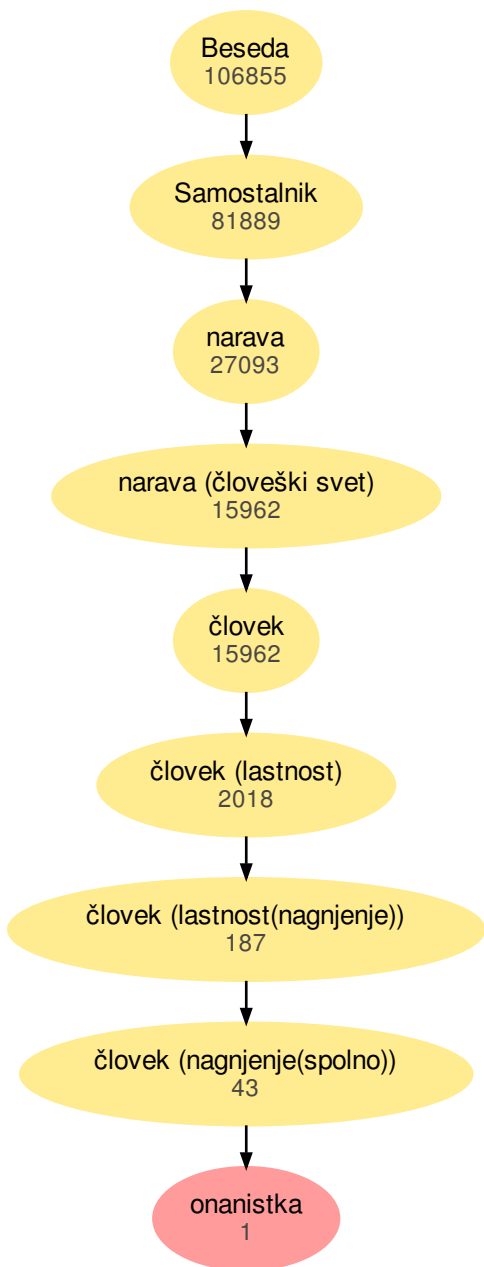 Beseda
106855
Samostalnik
81889
narava
27093
narava (človeški svet)
15962
človek
15962
človek (lastnost)
2018
človek (lastnost(nagnjenje))
187
človek (nagnjenje(spolno))
43
onanistka
1